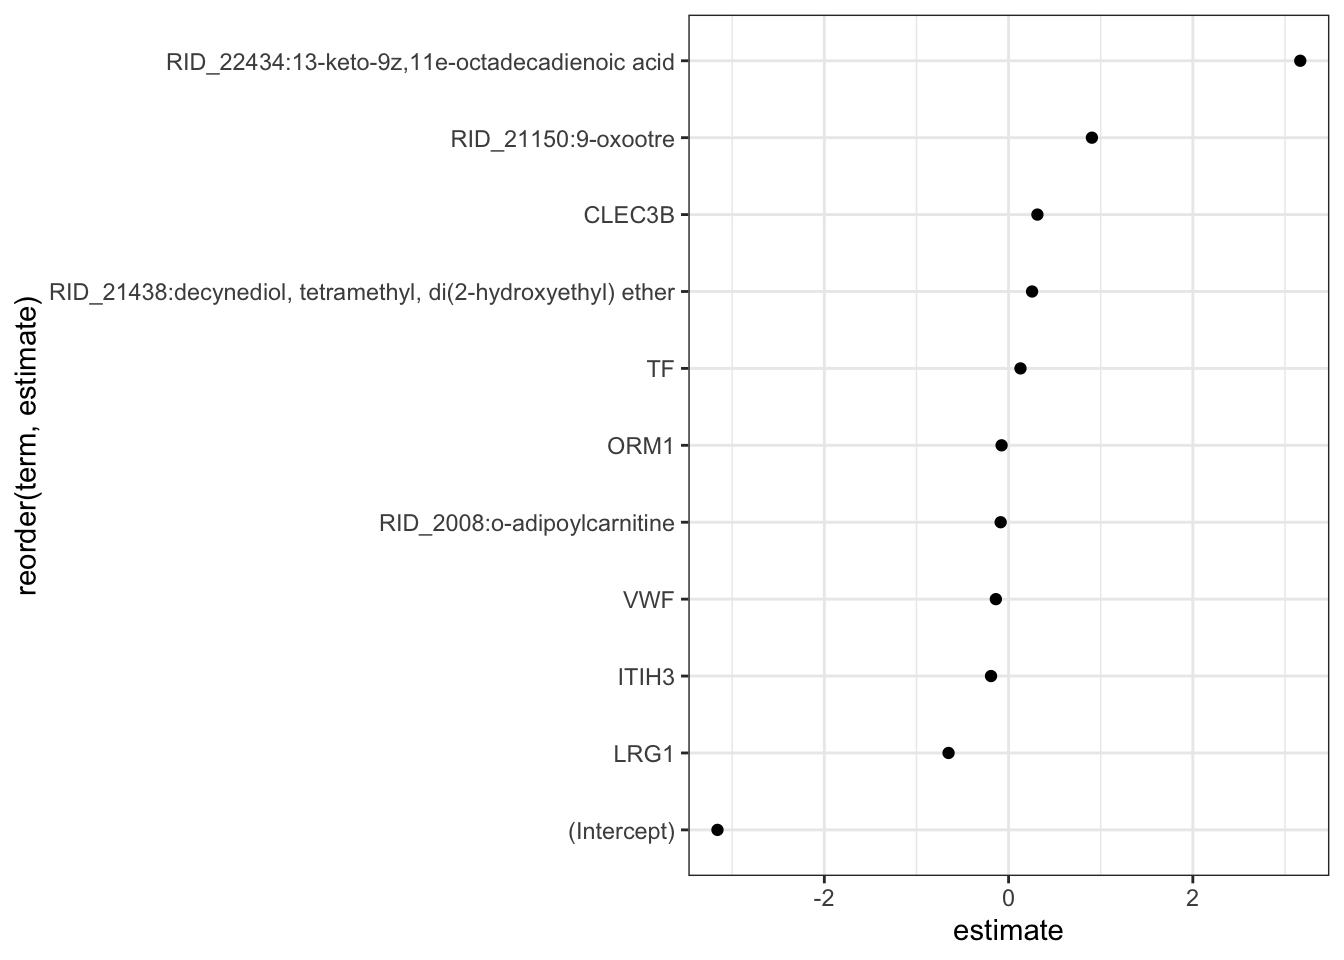 RID_22434:13-keto-9z,11e-octadecadienoic acid
RID_21150:9-oxootre
CLEC3B
RID_21438:decynediol, tetramethyl, di(2-hydroxyethyl) ether
TF
ORM1
RID_2008:o-adipoylcarnitine
VWF
ITIH3
LRG1
(Intercept)
reorder(term, estimate)
-2 0 2
estimate